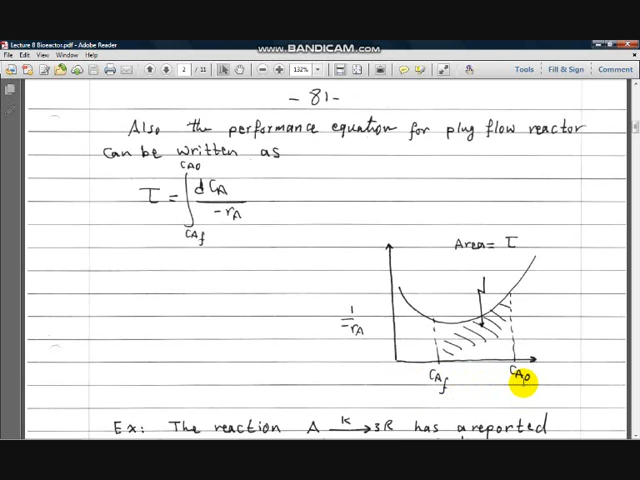 Lecture 8 Bioreactor.pdf - Adobe Reader
WWW.BANDICAM.COM
File Edit View Window Help
2 / 11
132%
Tools Fill & Sign Comment
- 81 -
Also the performance equation for plug flow reactor
can be written as
τ = ∫_{CAf}^{CAo} dCA / -rA
Area = τ
1 / -rA
CAf CAo
Ex: The reaction A --K--> 3R has a reported